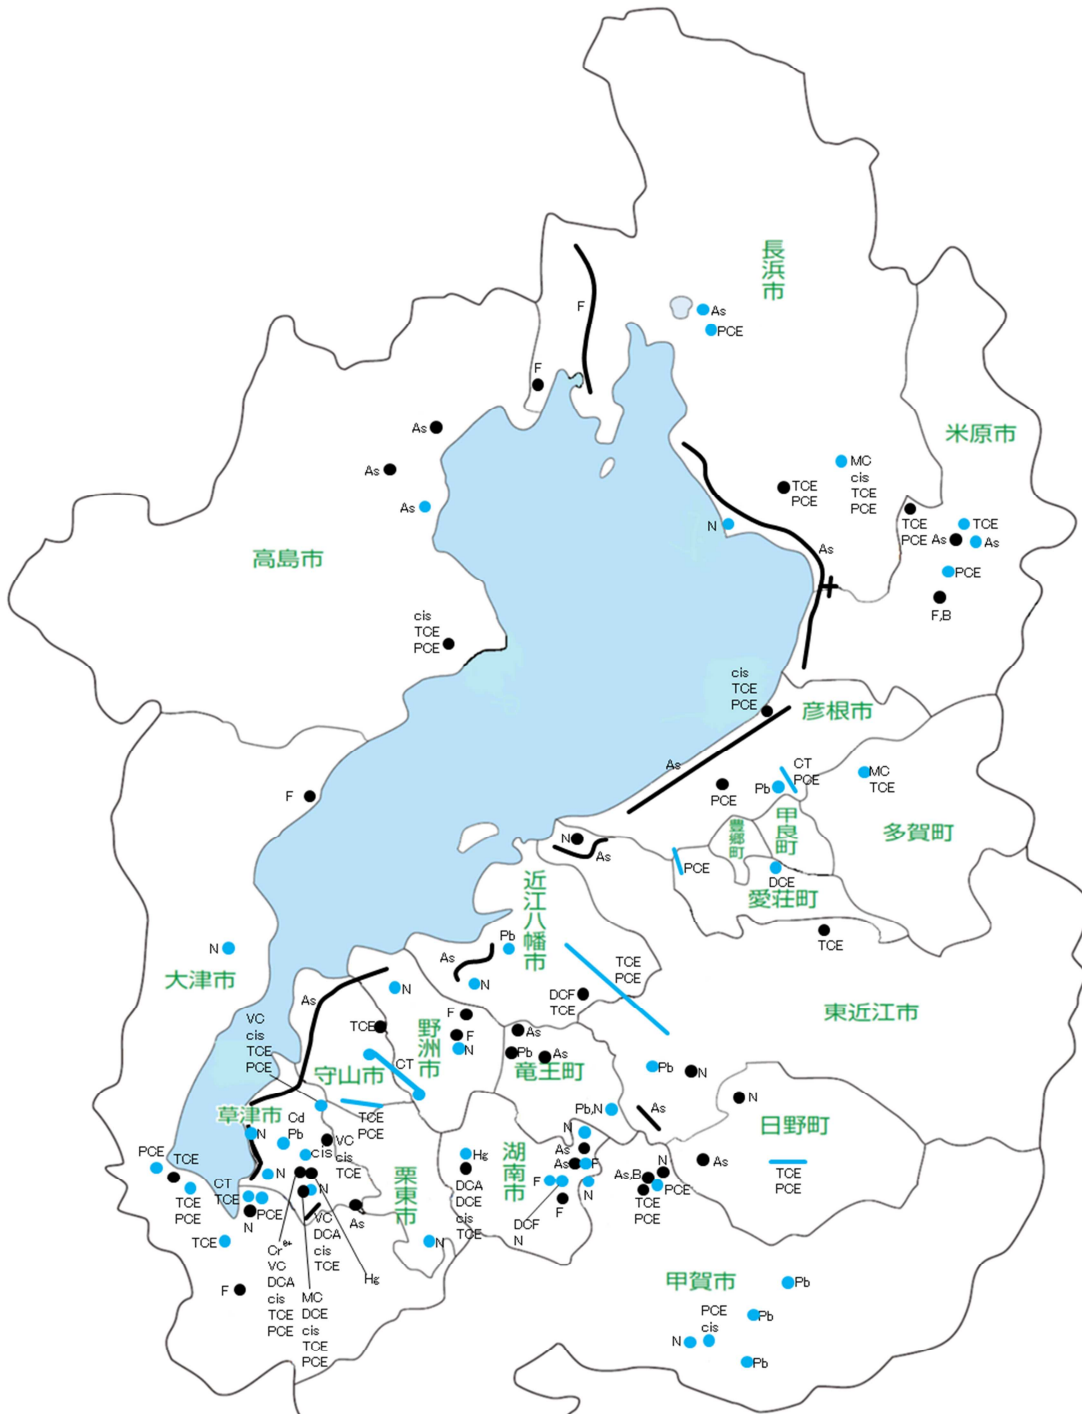 長浜市
F
As
PCE
F
As
米原市
MC
cis
TCE
PCE
As
TCE
PCE
As
N
TCE
PCE
TCE
As
As
As
高島市
PCE
F,B
cis
TCE
PCE
cis
TCE
PCE
彦根市
As
CT
PCE
MC
TCE
Pb
PCE
F
甲良町
豊郷町
多賀町
N
As
PCE
DCE
愛荘町
近江八幡市
TCE
Pb
N
As
TCE
PCE
大津市
N
As
DCF
TCE
東近江市
VC
cis
TCE
PCE
TCE
F
F
N
野洲市
As
Pb
As
竜王町
CT
守山市
Pb
N
N
TCE
PCE
Pb,N
As
日野町
草津市
Cd
Pb
N
N
As
Hg
湖南市
VC
cis
TCE
cis
PCE
TCE
As
F
N
As
TCE
PCE
As,B
PCE
TCE
PCE
CT
TCE
N
N
DCA
DCE
cis
TCE
F
栗東市
TCE
PCE
PCE
N
VC
DCA
cis
TCE
As
F
DCF
N
TCE
N
Cr⁶⁺
VC
DCA
cis
TCE
PCE
Hg
甲賀市
Pb
F
MC
DCE
cis
TCE
PCE
PCE
cis
Pb
N
Pb